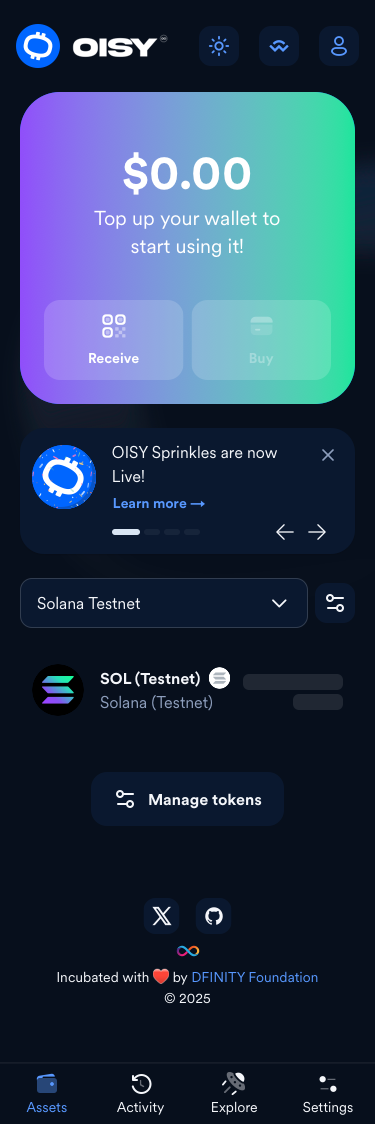 OISY
$0.00
Top up your wallet to
start using it!
Receive
Buy
OISY Sprinkles are now
Live!
Learn more →
Solana Testnet
SOL (Testnet)
Solana (Testnet)
Manage tokens
Incubated with ❤️ by DFINITY Foundation
© 2025
Assets
Activity
Explore
Settings